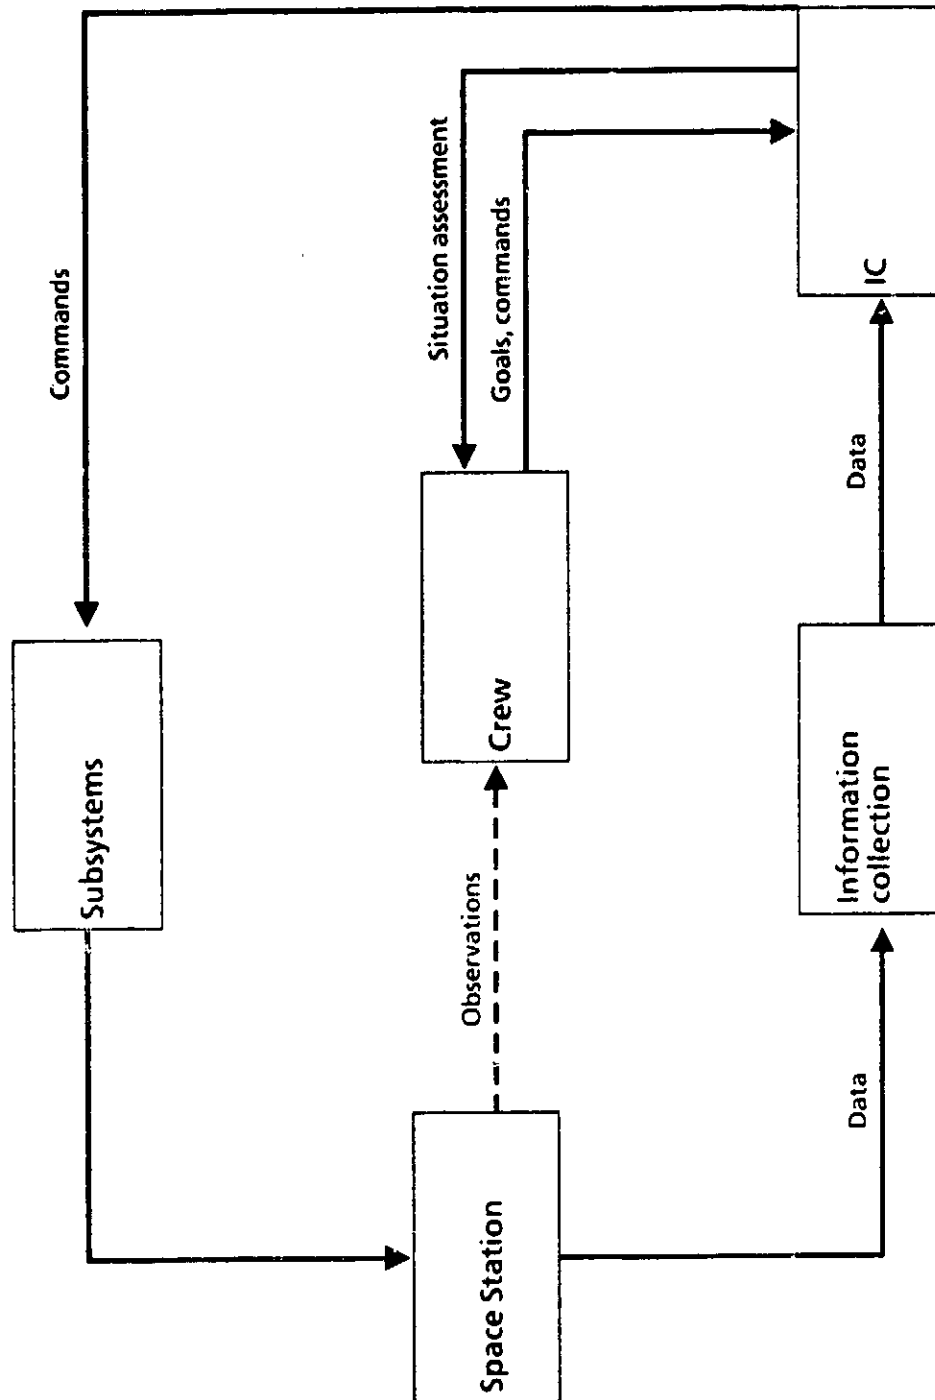 Commands
Subsystems
Situation assessment
Goals, commands
Crew
Observations
Space Station
IC
Data
Information
collection
Data